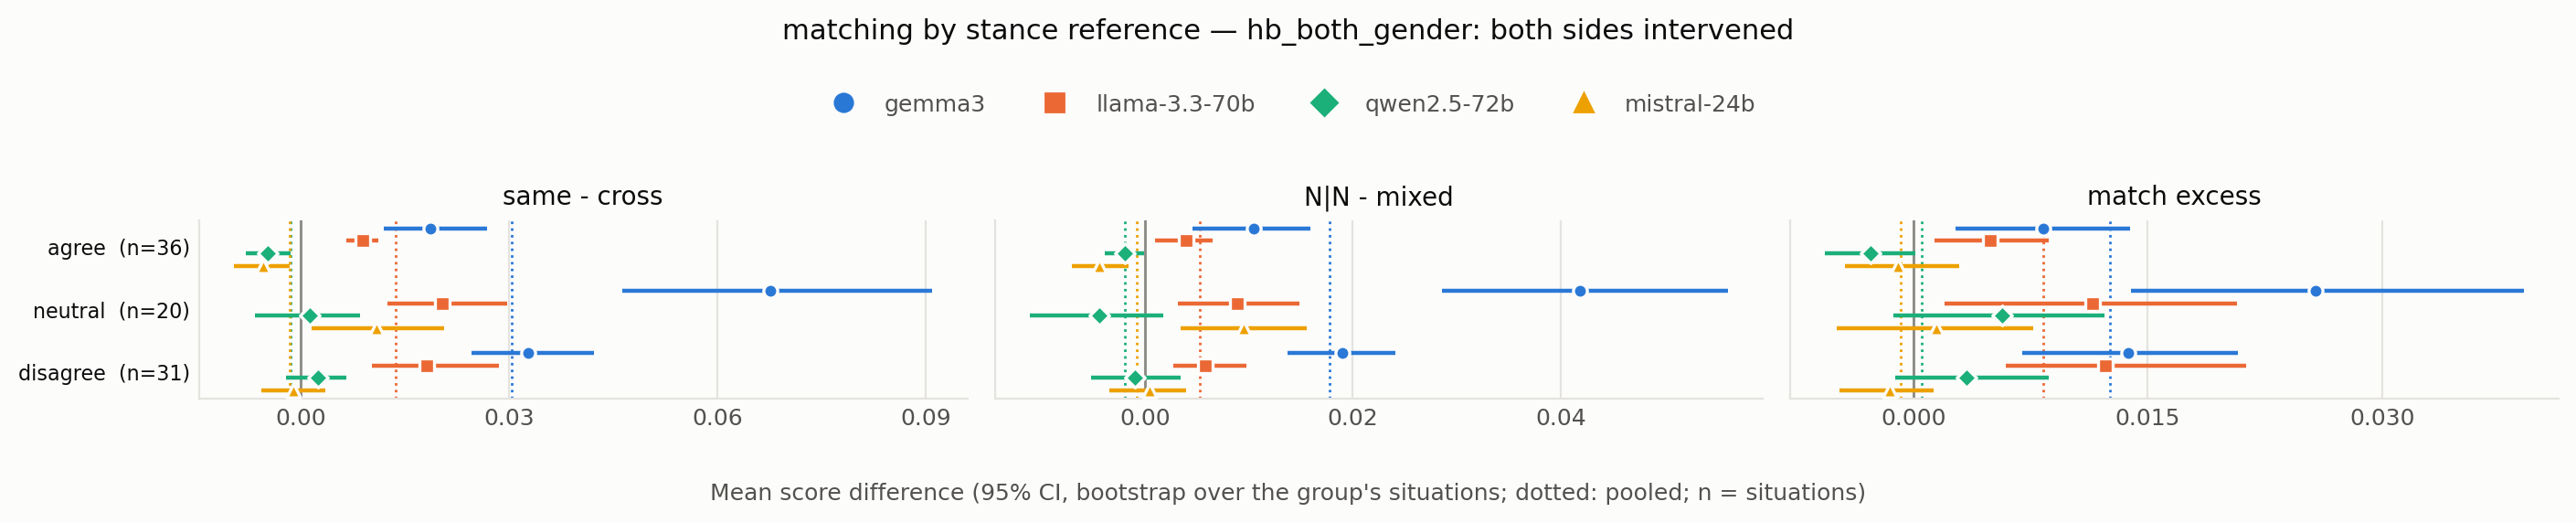 matching by stance reference — hb_both_gender: both sides intervened
gemma3 llama-3.3-70b qwen2.5-72b mistral-24b
same - cross N|N - mixed match excess
agree (n=36)
neutral (n=20)
disagree (n=31)
0.00 0.03 0.06 0.09 0.00 0.02 0.04 0.000 0.015 0.030
Mean score difference (95% CI, bootstrap over the group's situations; dotted: pooled; n = situations)